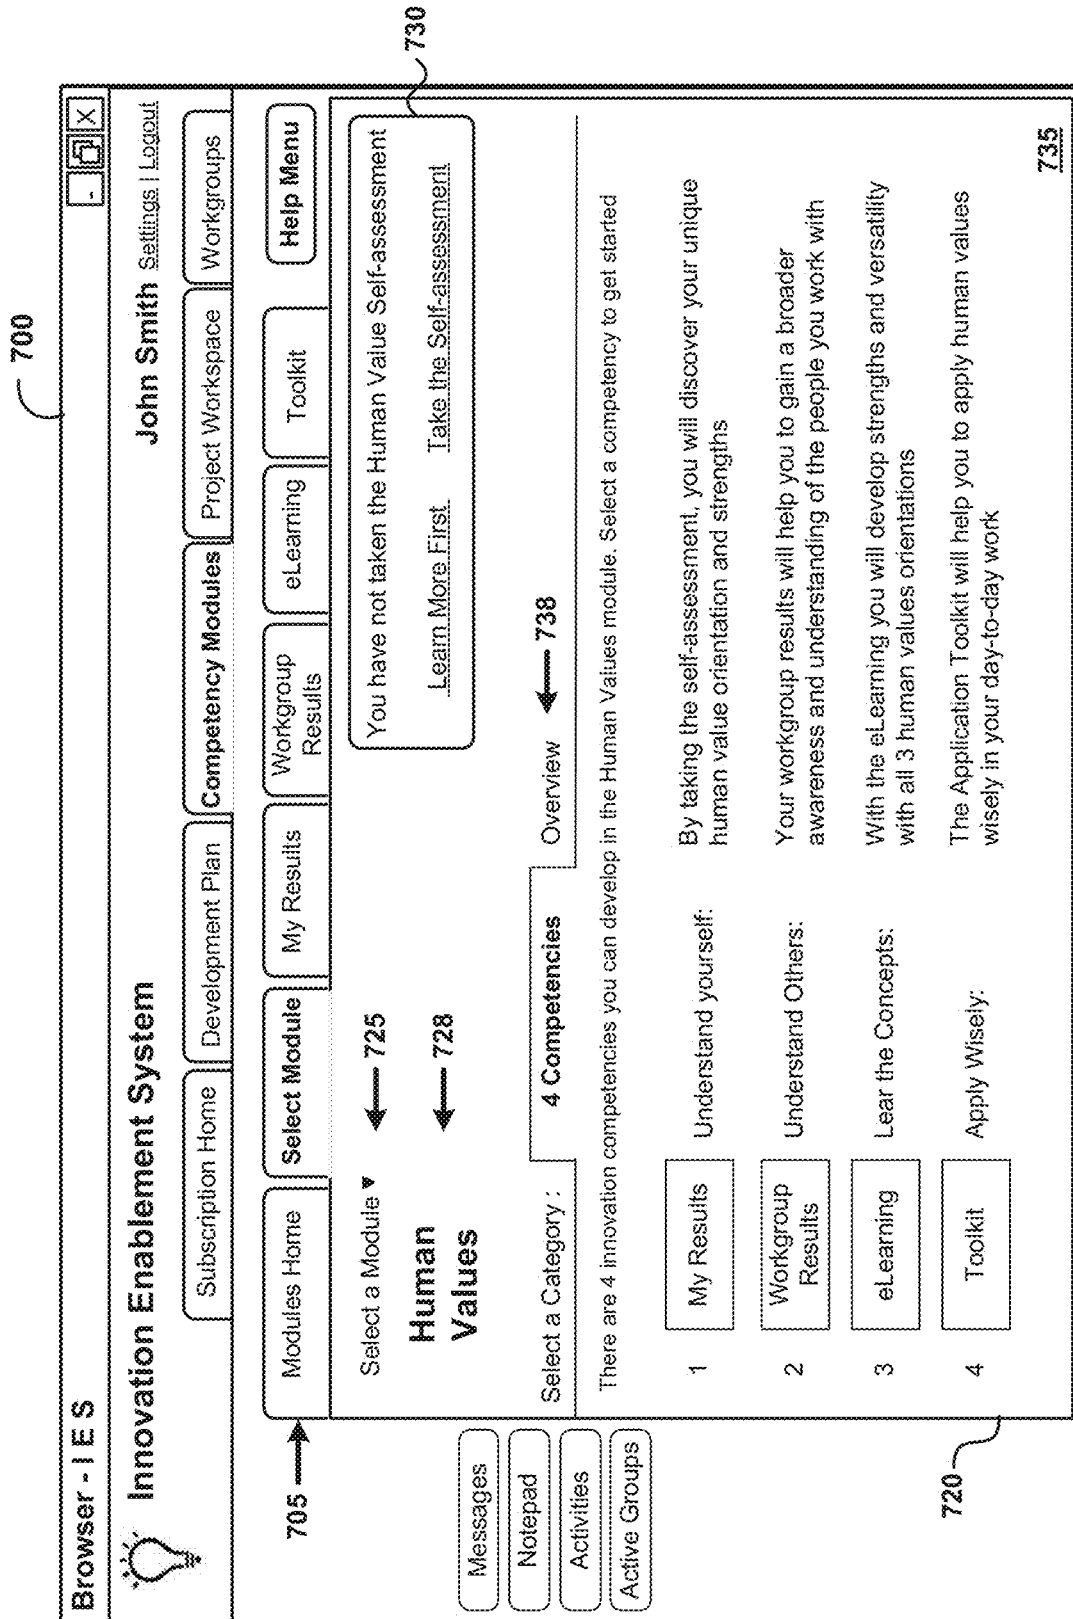 700
Browser - I E S
- X
Innovation Enablement System
John Smith Settings | Logout
Subscription Home
Development Plan
Competency Modules
Project Workspace
Workgroups
705
Modules Home
Select Module
My Results
Workgroup
Results
eLearning
Toolkit
Help Menu
Messages
Notepad
Activities
Active Groups
Select a Module ▼
725
Human
Values
728
You have not taken the Human Value Self-assessment
Learn More First Take the Self-assessment
730
Select a Category :
4 Competencies
Overview
738
There are 4 innovation competencies you can develop in the Human Values module. Select a competency to get started
1
My Results
Understand yourself:
By taking the self-assessment, you will discover your unique
human value orientation and strengths
2
Workgroup
Results
Understand Others:
Your workgroup results will help you to gain a broader
awareness and understanding of the people you work with
3
eLearning
Lear the Concepts:
With the eLearning you will develop strengths and versatility
with all 3 human values orientations
4
Toolkit
Apply Wisely:
The Application Toolkit will help you to apply human values
wisely in your day-to-day work
720
735